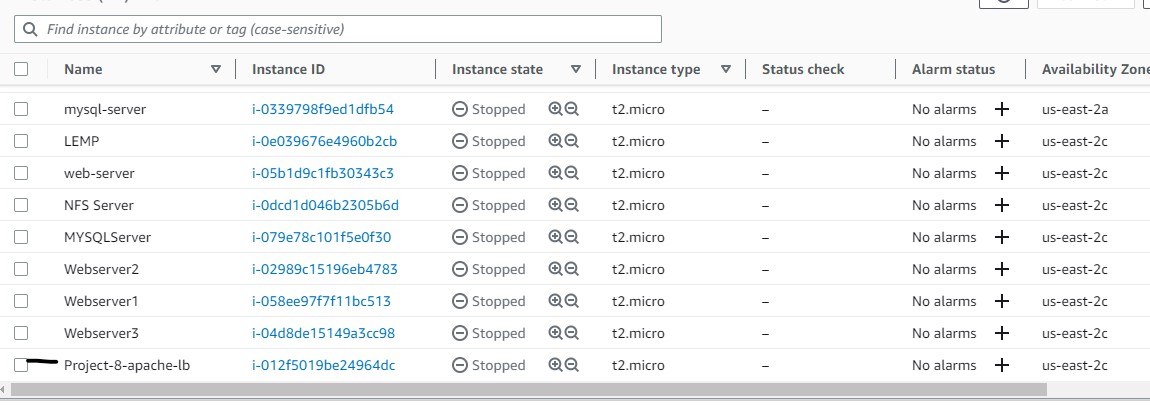 Find instance by attribute or tag (case-sensitive)
Name Instance ID Instance state Instance type Status check Alarm status Availability Zone
mysql-server i-0339798f9ed1dfb54 Stopped t2.micro – No alarms + us-east-2a
LEMP i-0e039676e4960b2cb Stopped t2.micro – No alarms + us-east-2c
web-server i-05b1d9c1fb30343c3 Stopped t2.micro – No alarms + us-east-2c
NFS Server i-0dcd1d046b2305b6d Stopped t2.micro – No alarms + us-east-2c
MYSQLServer i-079e78c101f5e0f30 Stopped t2.micro – No alarms + us-east-2c
Webserver2 i-02989c15196eb4783 Stopped t2.micro – No alarms + us-east-2c
Webserver1 i-058ee97f7f11bc513 Stopped t2.micro – No alarms + us-east-2c
Webserver3 i-04d8de15149a3cc98 Stopped t2.micro – No alarms + us-east-2c
Project-8-apache-lb i-012f5019be24964dc Stopped t2.micro – No alarms + us-east-2c